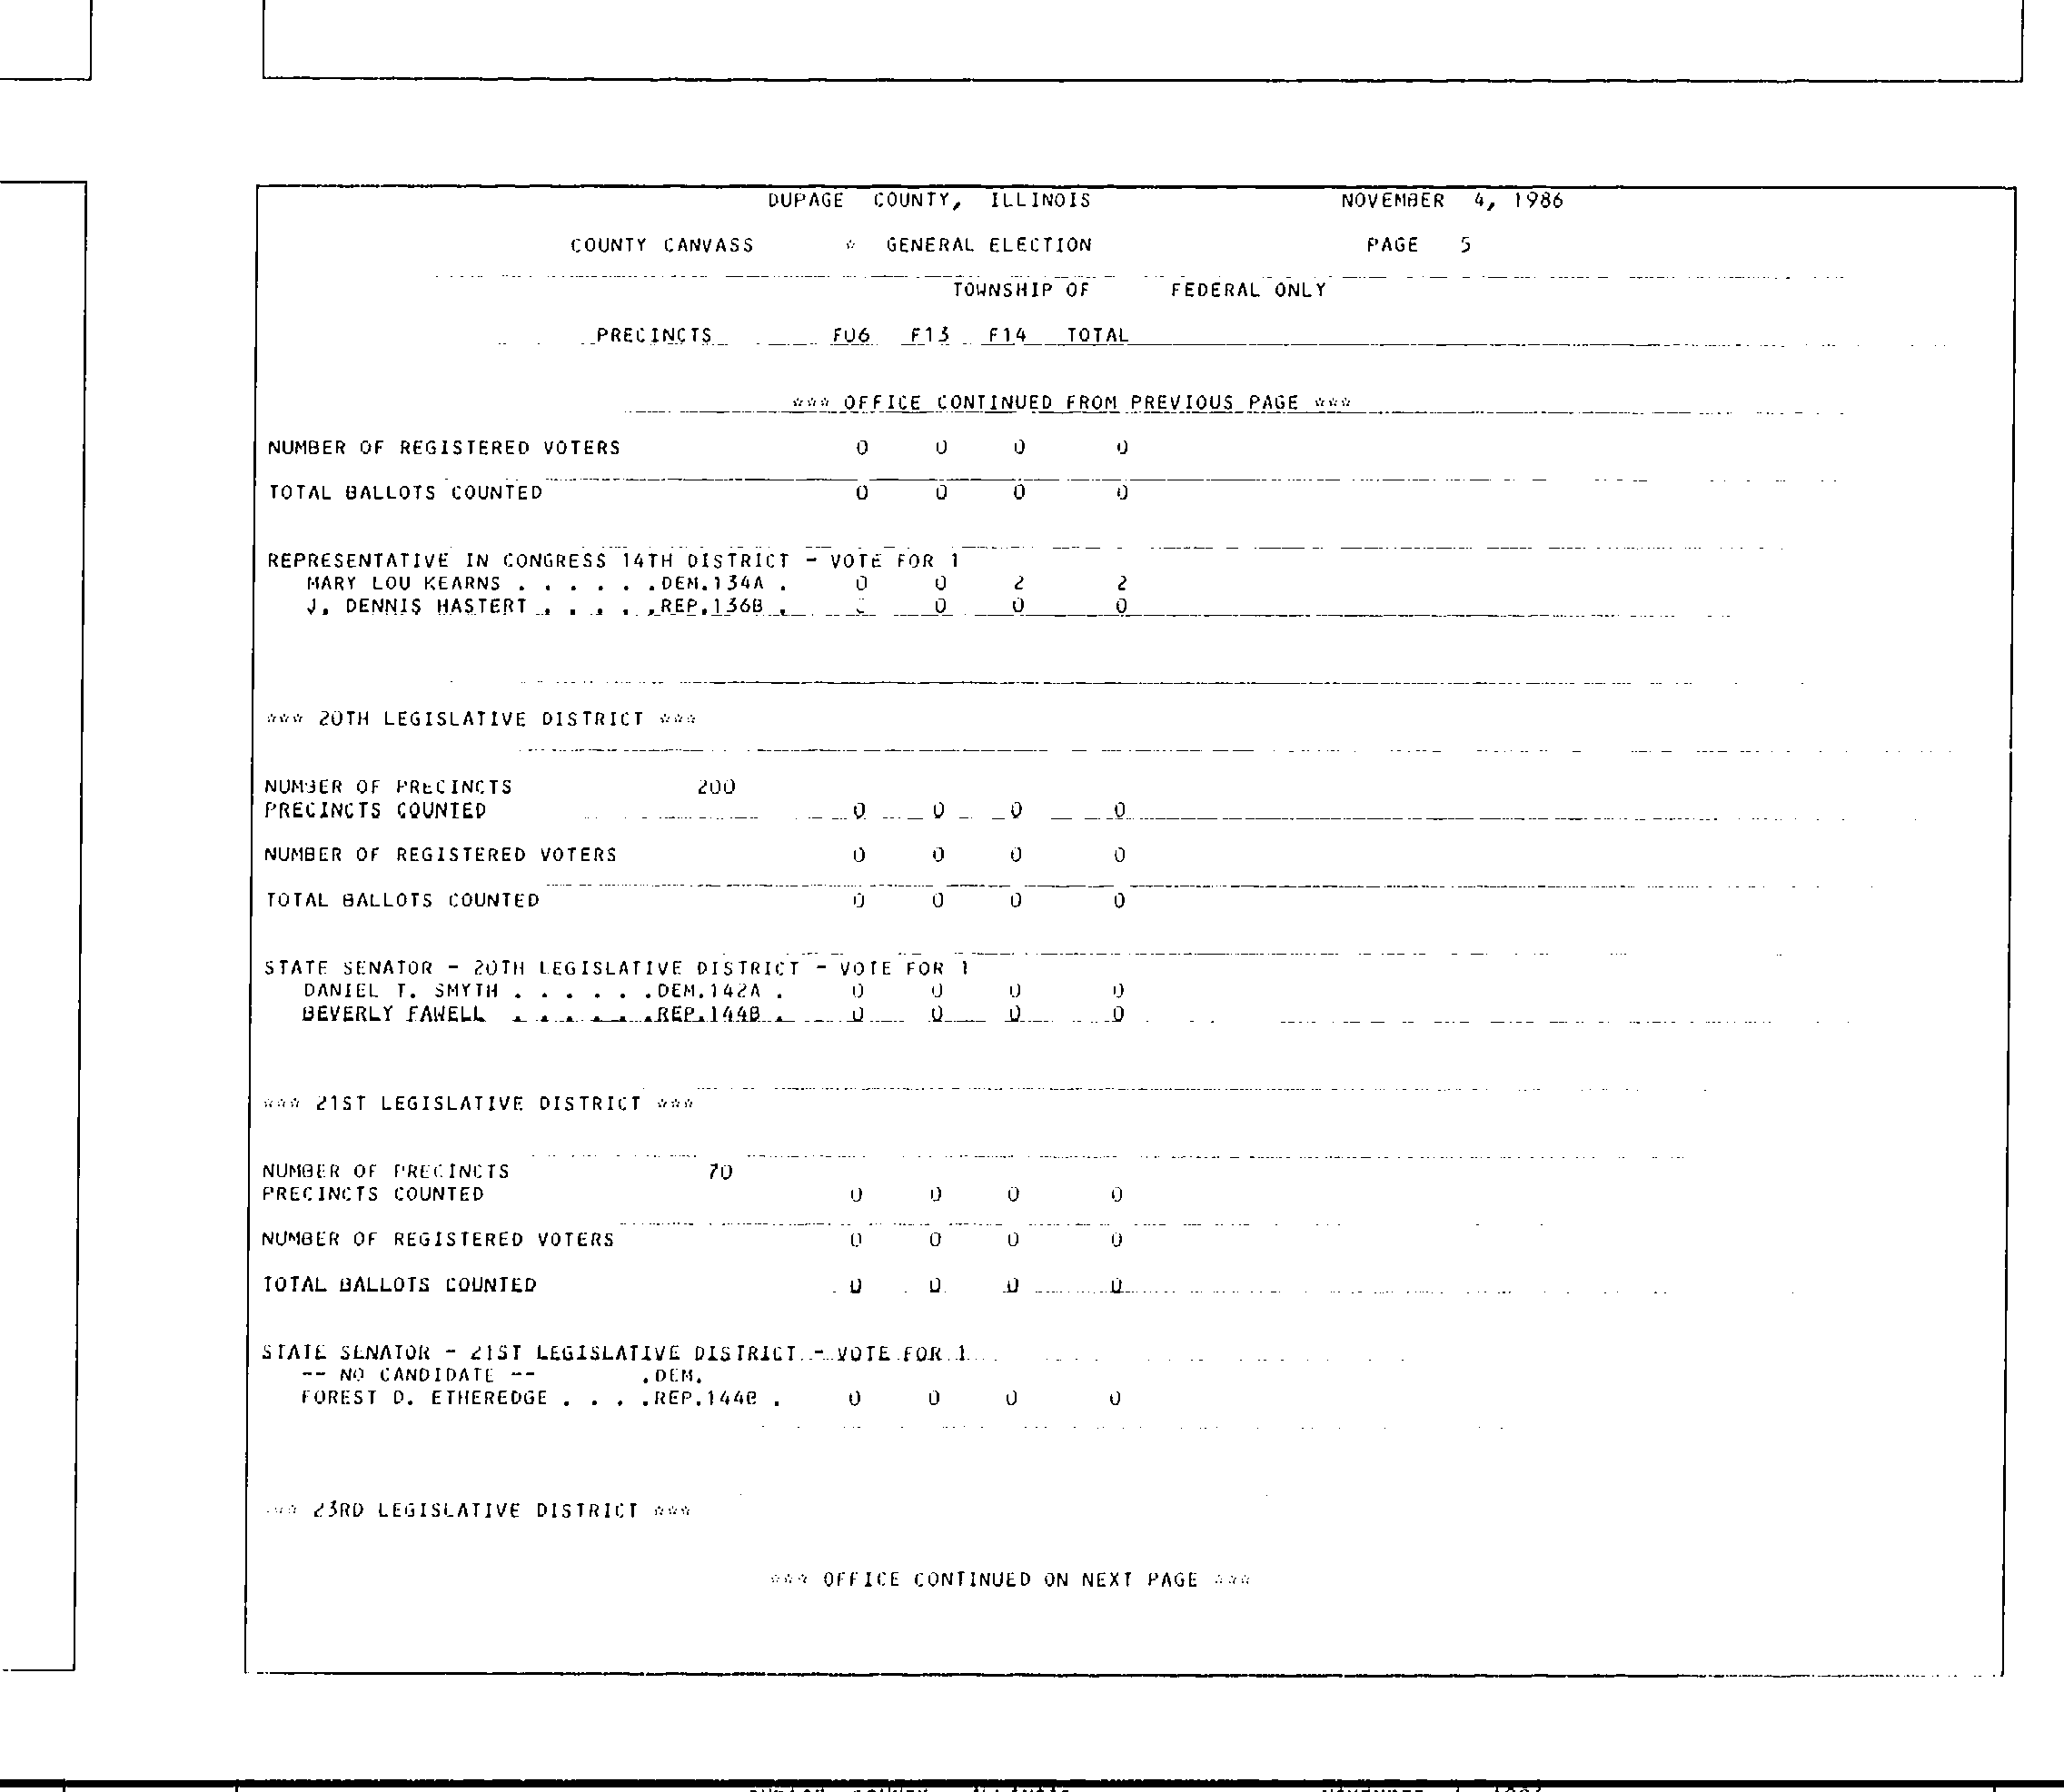 DUPAGE COUNTY, ILLINOIS NOVEMBER 4, 1986
COUNTY CANVASS * GENERAL ELECTION PAGE 5
TOWNSHIP OF FEDERAL ONLY
PRECINCTS F06 F13 F14 TOTAL
*** OFFICE CONTINUED FROM PREVIOUS PAGE ***
NUMBER OF REGISTERED VOTERS 0 0 0 0
TOTAL BALLOTS COUNTED 0 0 0 0
REPRESENTATIVE IN CONGRESS 14TH DISTRICT - VOTE FOR 1
MARY LOU KEARNS . . . . . .DEM.134A . 0 0 2 2
J. DENNIS HASTERT . . . . .REP.136B . 0 0 0
*** 20TH LEGISLATIVE DISTRICT ***
NUMBER OF PRECINCTS 200
PRECINCTS COUNTED 0 0 0 0
NUMBER OF REGISTERED VOTERS 0 0 0 0
TOTAL BALLOTS COUNTED 0 0 0 0
STATE SENATOR - 20TH LEGISLATIVE DISTRICT - VOTE FOR 1
DANIEL T. SMYTH . . . . . .DEM.142A . 0 0 0 0
BEVERLY FAWELL . . . . . .REP.144B . 0 0 0 0
*** 21ST LEGISLATIVE DISTRICT ***
NUMBER OF PRECINCTS 70
PRECINCTS COUNTED 0 0 0 0
NUMBER OF REGISTERED VOTERS 0 0 0 0
TOTAL BALLOTS COUNTED 0 0 0 0
STATE SENATOR - 21ST LEGISLATIVE DISTRICT - VOTE FOR 1
-- NO CANDIDATE -- .DEM.
FOREST D. ETHEREDGE . . . .REP.144B . 0 0 0 0
*** 23RD LEGISLATIVE DISTRICT ***
*** OFFICE CONTINUED ON NEXT PAGE ***